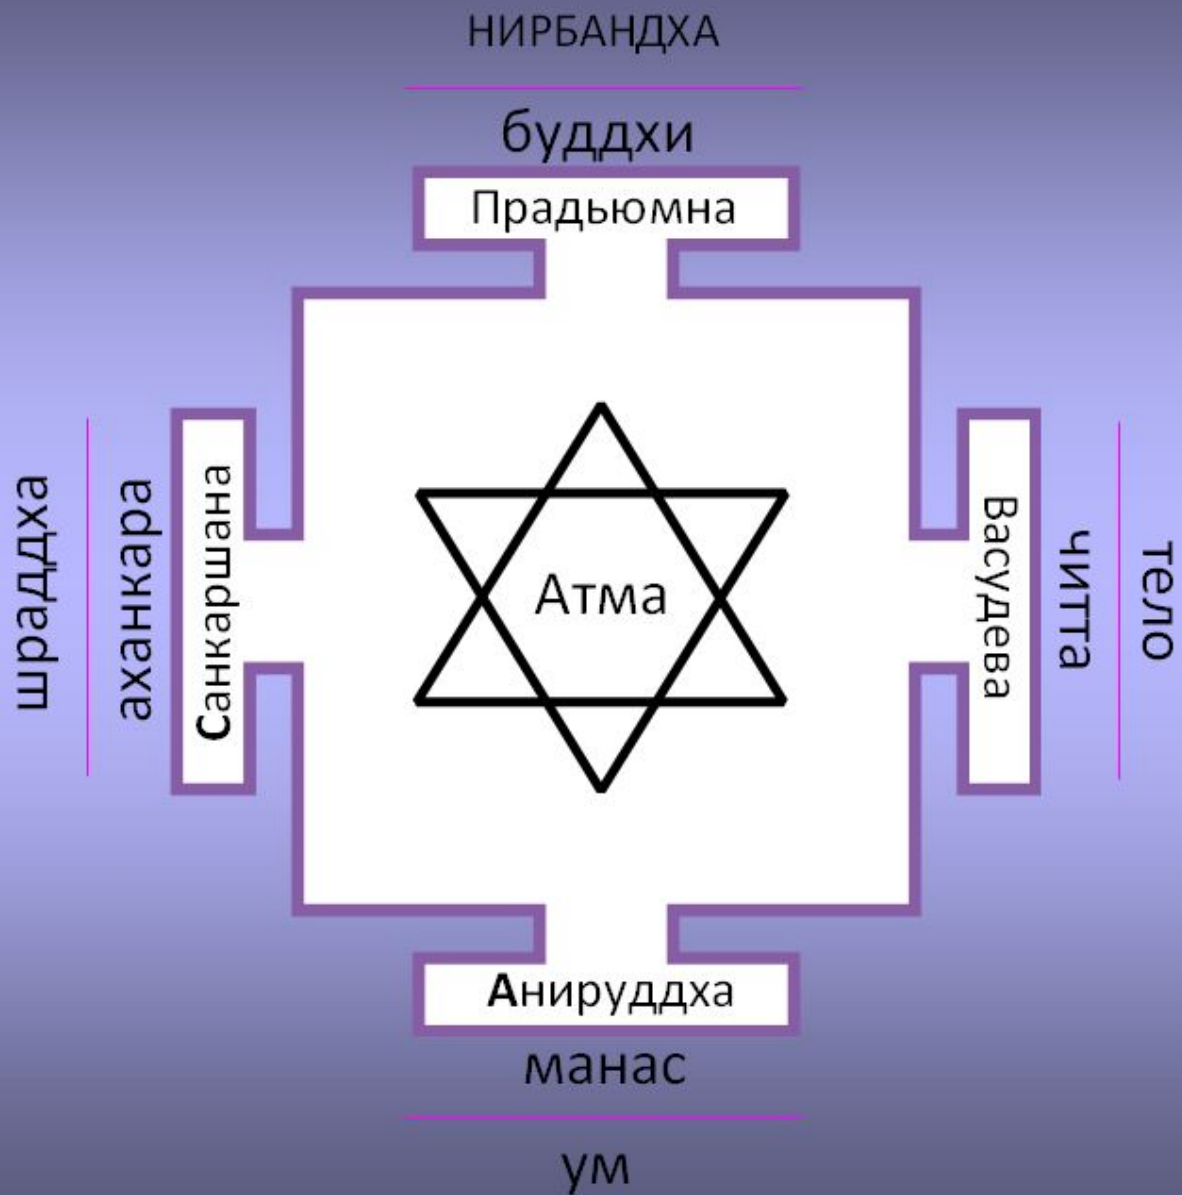 НИРБАНДХА
буддхи
Прадьюмна
шраддха
аханкара
Санкаршана
Атма
Васудева
читта
тело
Анируддха
манас
ум